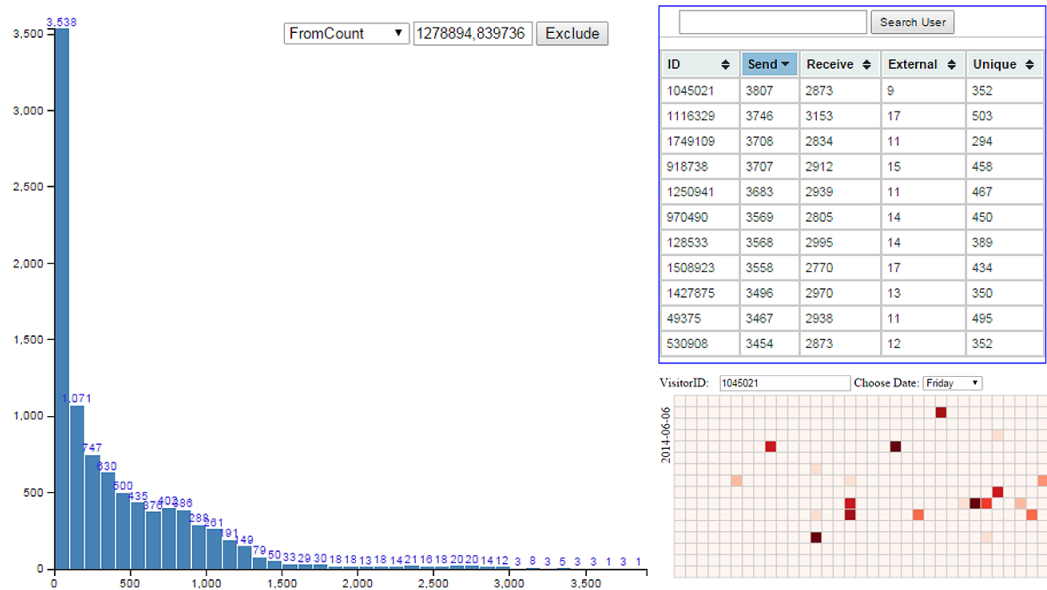 3,538
3,500
3,000
2,500
2,000
1,500
1,000
500
0
FromCount 1278894,839736 Exclude
1,071
747
630
500
435
376
403
386
288
261
191
149
79
50 33 29 30 18 18 13 18 14 21 16 18 20 20 14 12 3 8 3 5 3 3 1 3 1
0 500 1,000 1,500 2,000 2,500 3,000 3,500
Search User
ID Send Receive External Unique
1045021 3807 2873 9 352
1116329 3746 3153 17 503
1749109 3708 2834 11 294
918738 3707 2912 15 458
1250941 3683 2939 11 467
970490 3569 2805 14 450
128533 3568 2995 14 389
1508923 3558 2770 17 434
1427875 3496 2970 13 350
49375 3467 2938 11 495
530908 3454 2873 12 352
VisitorID: 1045021 Choose Date: Friday
2014-06-06